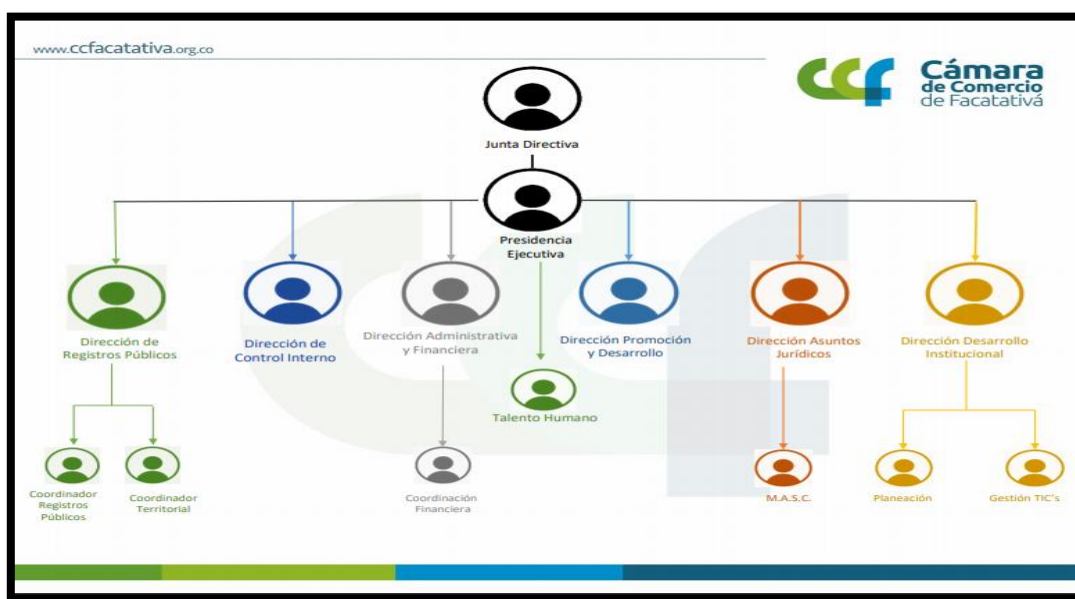 www.ccfacatativa.org.co
CCF
Cámara
de Comercio
de Facatativá
Junta Directiva
Presidencia
Ejecutiva
Dirección de
Registros Públicos
Dirección de
Control Interno
Dirección Administrativa
y Financiera
Dirección Promoción
y Desarrollo
Dirección Asuntos
Jurídicos
Dirección Desarrollo
Institucional
Talento Humano
Coordinador
Registros
Públicos
Coordinador
Territorial
Coordinación
Financiera
M.A.S.C.
Planeación
Gestión TIC's